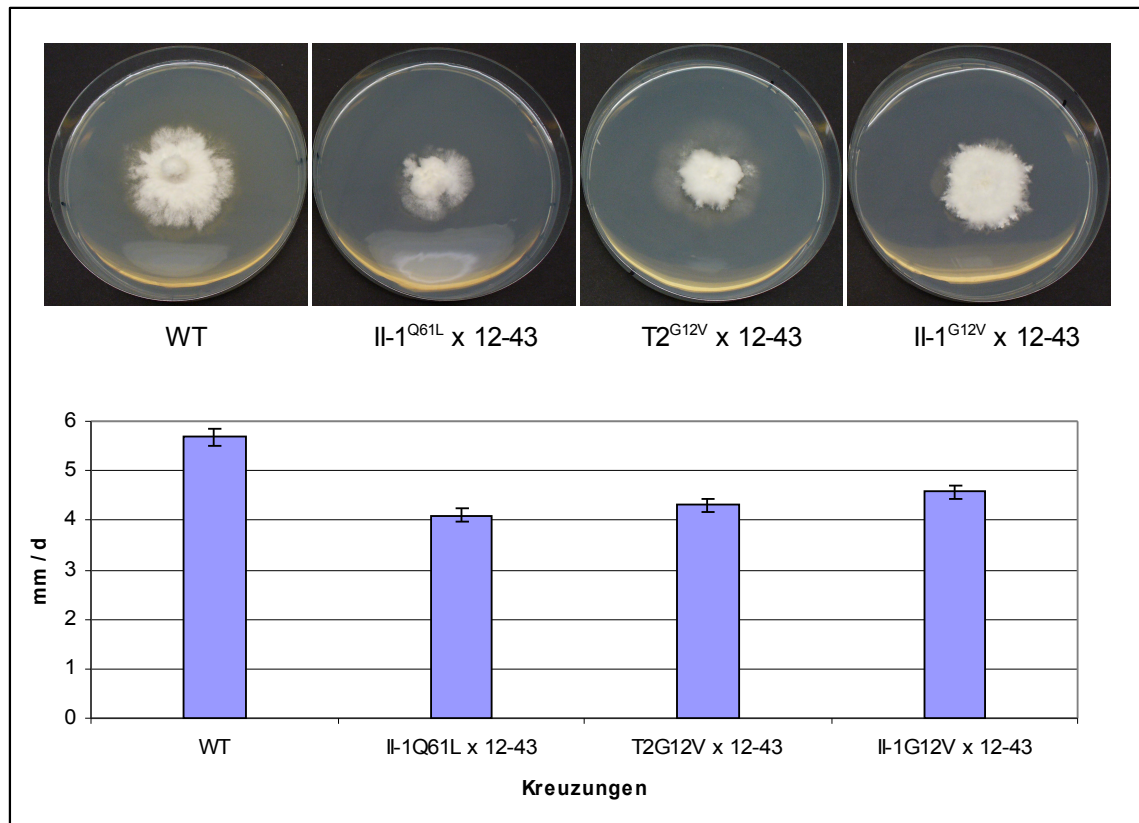 WT
II-1Q61L x 12-43
T2G12V x 12-43
II-1G12V x 12-43
6
5
4
3
2
1
0
mm / d
WT
II-1Q61L x 12-43
T2G12V x 12-43
II-1G12V x 12-43
Kreuzungen